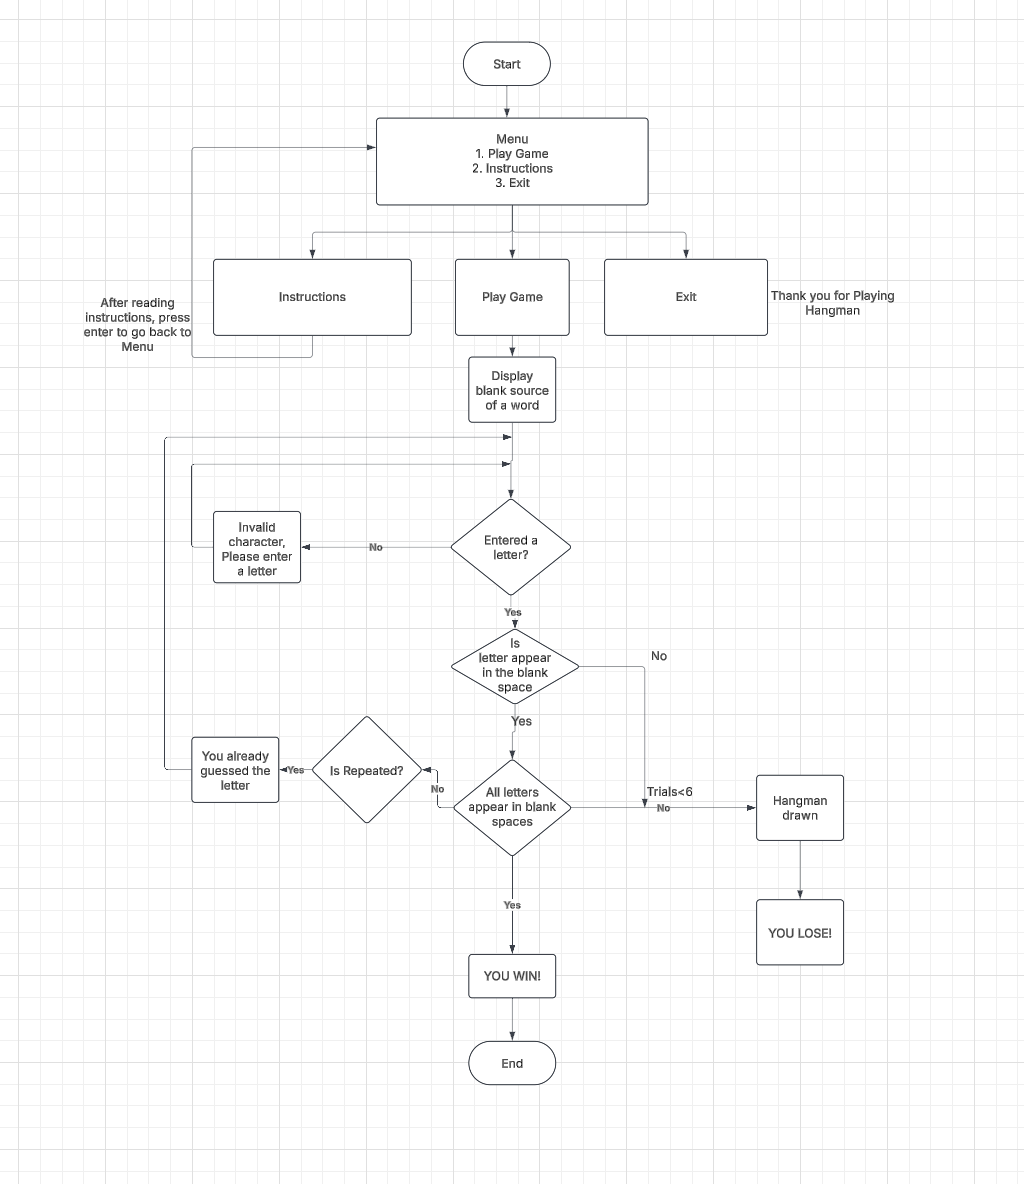 Start
Menu
1. Play Game
2. Instructions
3. Exit
Instructions
Play Game
Exit
Thank you for Playing
Hangman
After reading
instructions, press
enter to go back to
Menu
Display
blank source
of a word
Entered a
letter?
No
Invalid
character,
Please enter
a letter
Yes
Is
letter appear
in the blank
space
No
Yes
You already
guessed the
letter
Yes
Is Repeated?
No
All letters
appear in blank
spaces
Trials<6
No
Hangman
drawn
Yes
YOU LOSE!
YOU WIN!
End